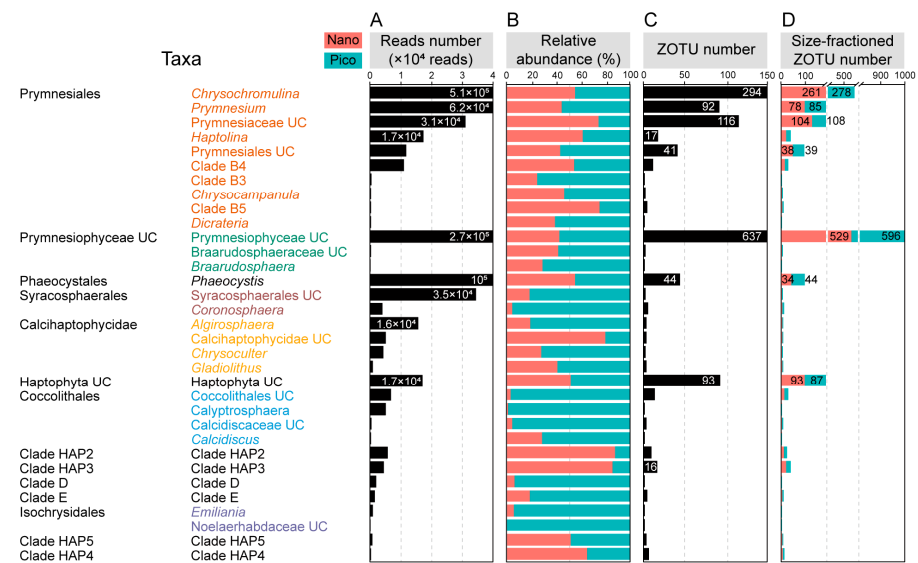 A B C D
Taxa
Nano
Pico
Reads number
(×10⁴ reads)
Relative
abundance (%)
ZOTU number
Size-fractioned
ZOTU number
0 1 2 3 4 0 20 40 60 80 100 0 50 100 150 0 100 500 900 1000
Prymnesiales Chrysochromulina 5.1×10⁵ 294 261 278
Prymnesium 6.2×10⁴ 92 78 85
Prymnesiaceae UC 3.1×10⁴ 116 104 108
Haptolina 1.7×10⁴ 17
Prymnesiales UC 41 38 39
Clade B4
Clade B3
Chrysocampanula
Clade B5
Dicrateria
Prymnesiophyceae UC Prymnesiophyceae UC 2.7×10⁵ 637 529 596
Braarudosphaeraceae UC
Braarudosphaera
Phaeocystales Phaeocystis 10⁵ 44 34 44
Syracosphaerales Syracosphaerales UC 3.5×10⁴
Coronosphaera
Calcihaptophycidae Algirosphaera 1.6×10⁴
Calcihaptophycidae UC
Chrysoculter
Gladiolithus
Haptophyta UC Haptophyta UC 1.7×10⁴ 93 93 87
Coccolithales Coccolithales UC
Calyptrosphaera
Calcidiscaceae UC
Calcidiscus
Clade HAP2 Clade HAP2
Clade HAP3 Clade HAP3 16
Clade D Clade D
Clade E Clade E
Isochrysidales Emiliania
Noelaerhabdaceae UC
Clade HAP5 Clade HAP5
Clade HAP4 Clade HAP4